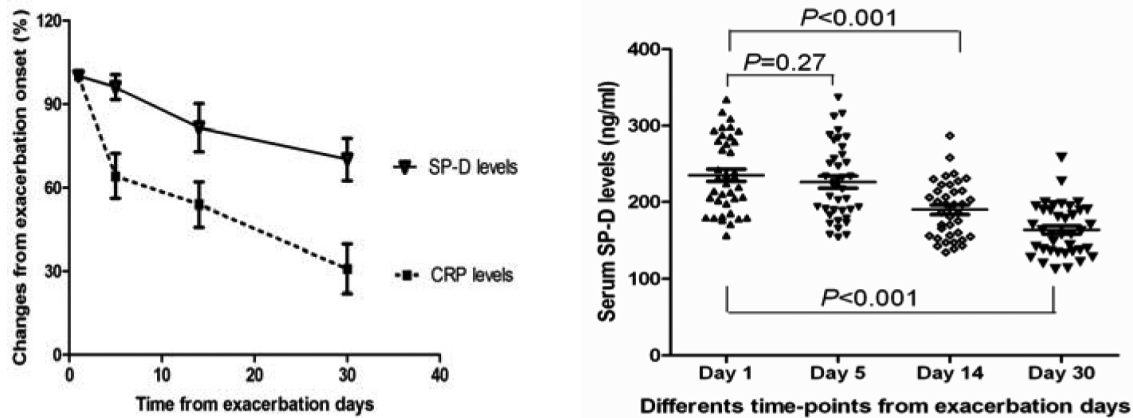 Changes from exacerbation onset (%)
120
90
60
30
0
0
10
20
30
40
Time from exacerbation days
SP-D levels
CRP levels
P<0.001
P=0.27
P<0.001
Serum SP-D levels (ng/ml)
400
300
200
100
0
Day 1
Day 5
Day 14
Day 30
Differents time-points from exacerbation days